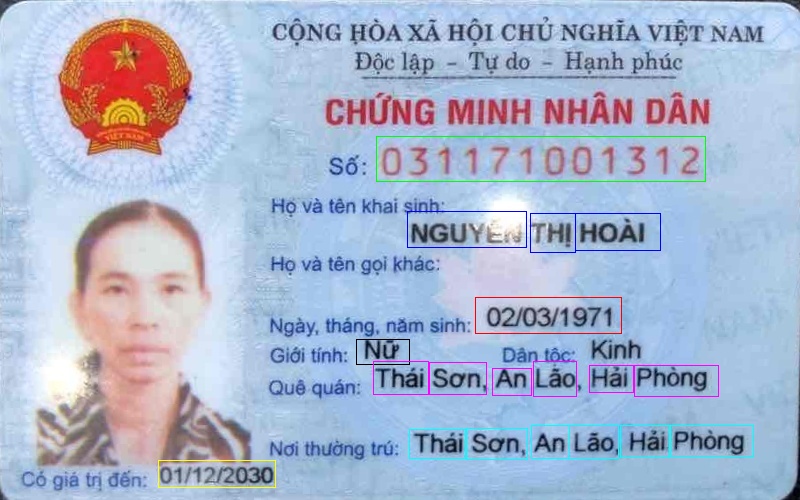 CỘNG HÒA XÃ HỘI CHỦ NGHĨA VIỆT NAM
Độc lập - Tự do - Hạnh phúc
CHỨNG MINH NHÂN DÂN
Số: 031171001312
Họ và tên khai sinh:
NGUYỄN THỊ HOÀI
Họ và tên gọi khác:
Ngày, tháng, năm sinh: 02/03/1971
Giới tính: Nữ Dân tộc: Kinh
Quê quán: Thái Sơn, An Lão, Hải Phòng
Nơi thường trú: Thái Sơn, An Lão, Hải Phòng
Có giá trị đến: 01/12/2030
VIỆT NAM